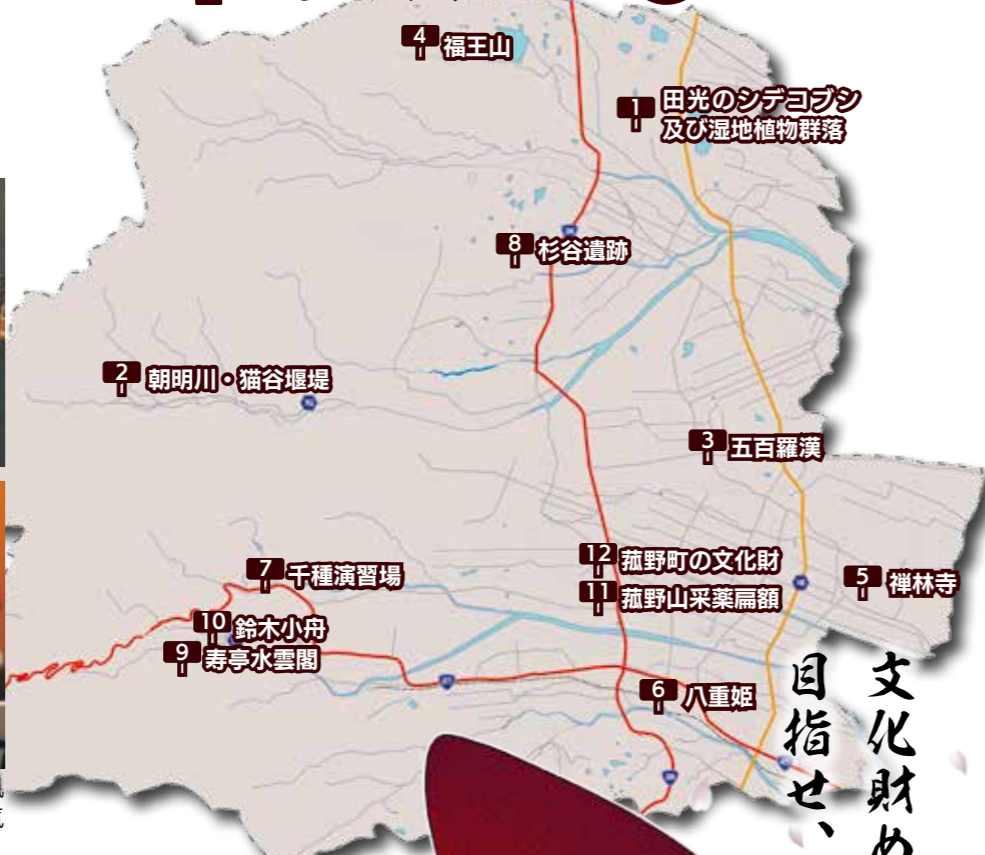 4 福王山
1 田光のシデコブシ
及び湿地植物群落
8 杉谷遺跡
2 朝明川・猫谷堰堤
3 五百羅漢
12 菰野町の文化財
11 菰野山采薬扁額
5 禅林寺
7 千種演習場
10 鈴木小舟
9 寿亭水雲閣
6 八重姫
文化財め
目指せ、